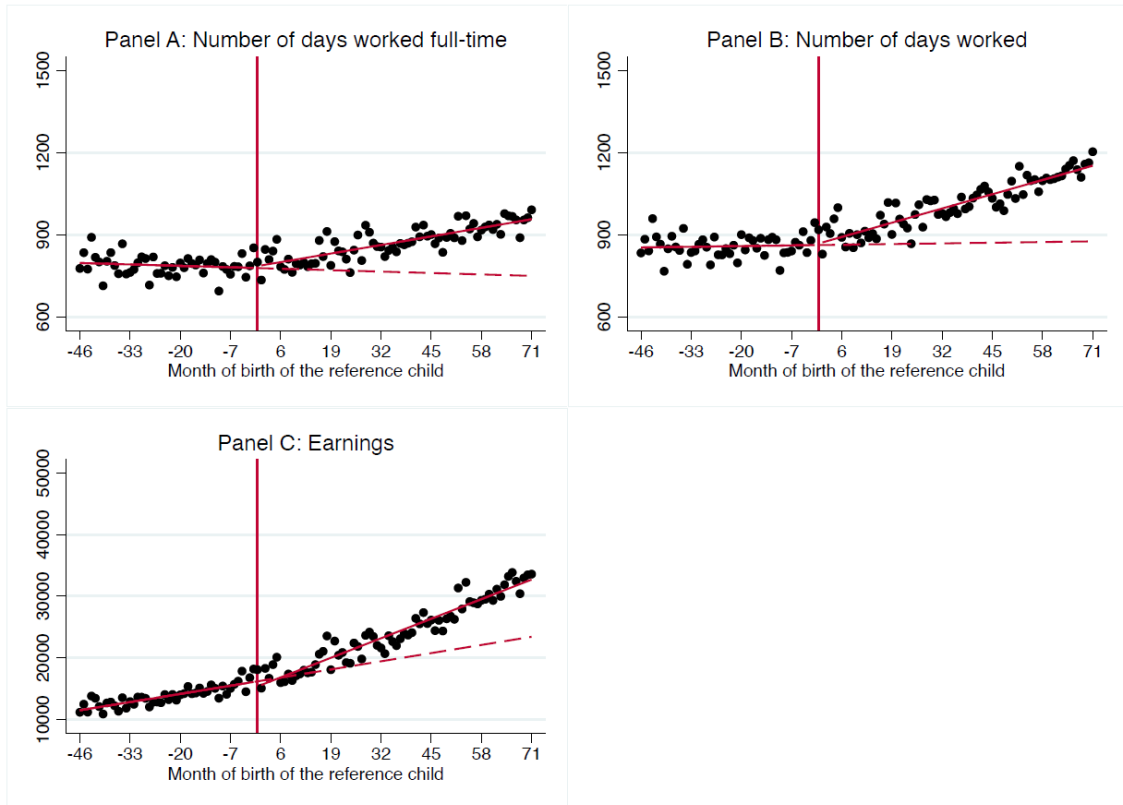 Panel A: Number of days worked full-time
1500
1200
900
600
-46 -33 -20 -7 6 19 32 45 58 71
Month of birth of the reference child
Panel B: Number of days worked
1500
1200
900
600
-46 -33 -20 -7 6 19 32 45 58 71
Month of birth of the reference child
Panel C: Earnings
50000
40000
30000
20000
10000
-46 -33 -20 -7 6 19 32 45 58 71
Month of birth of the reference child